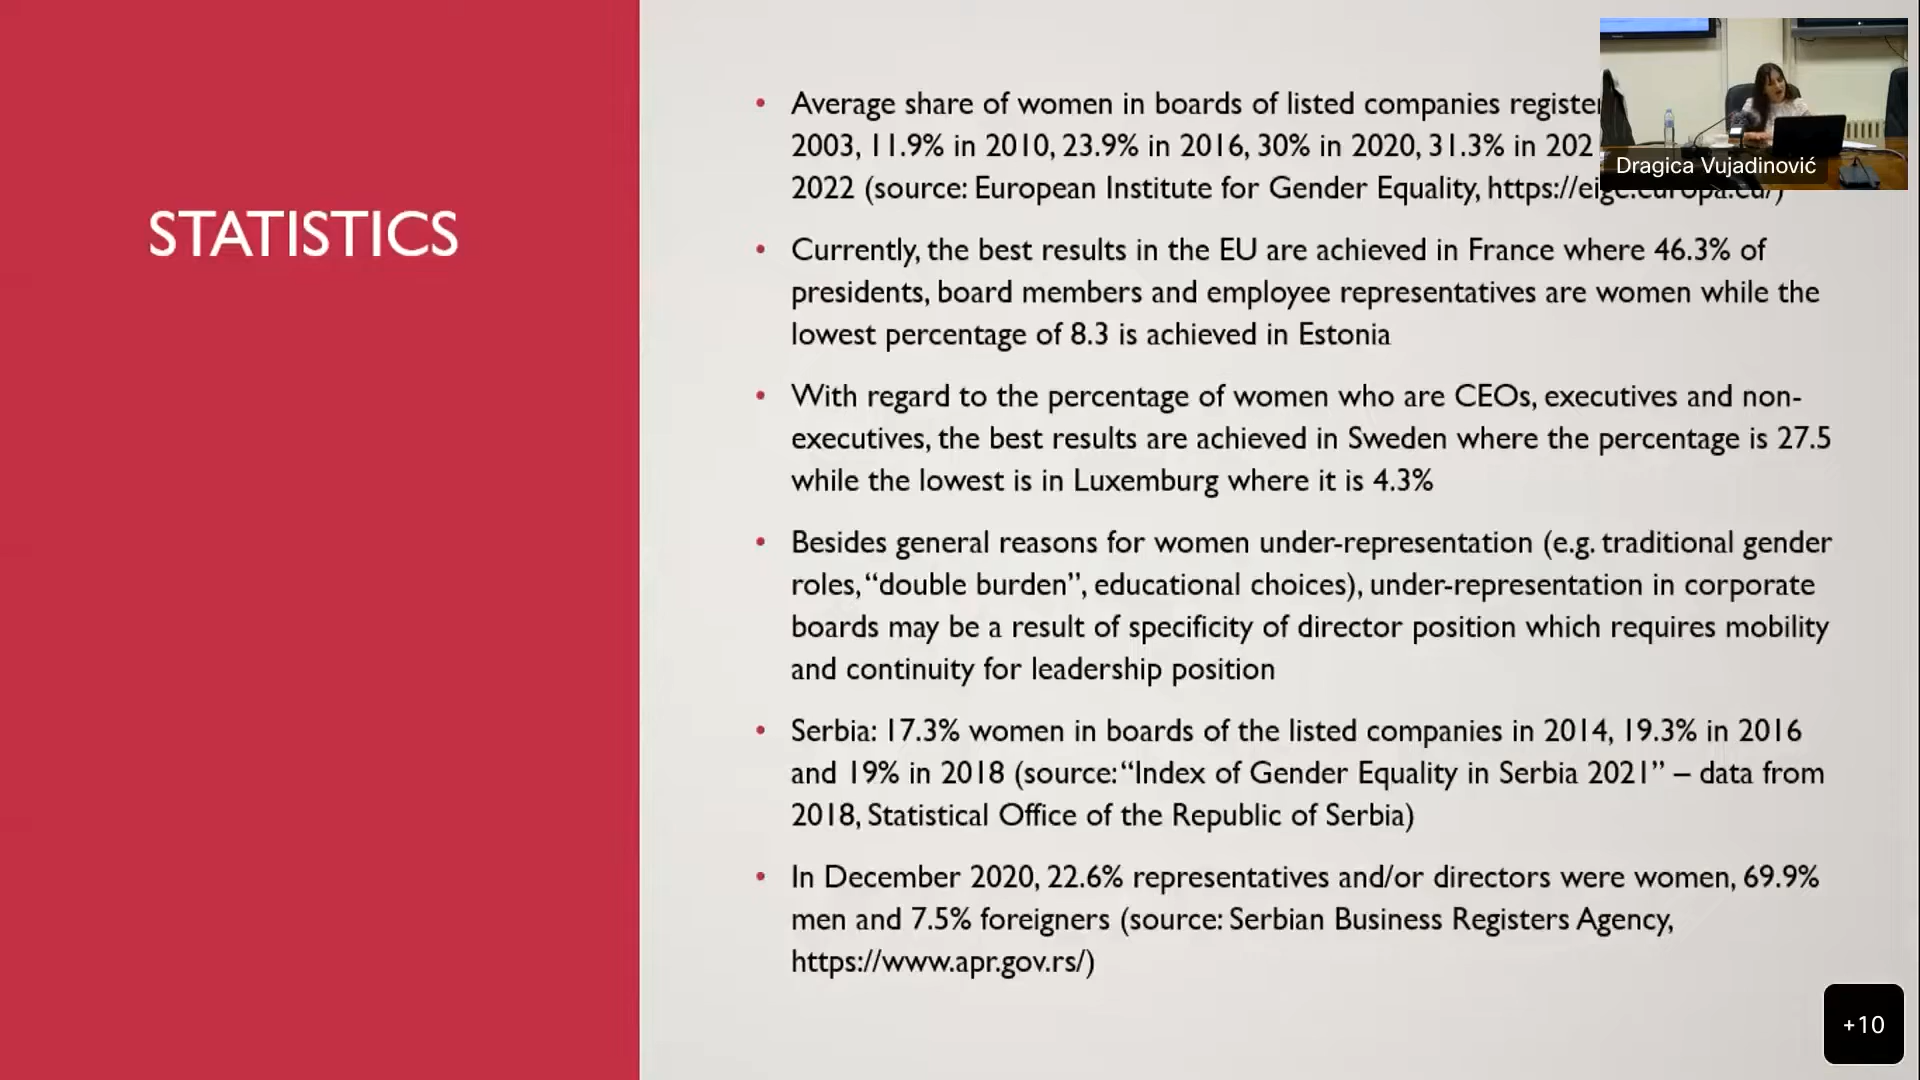 STATISTICS
• Average share of women in boards of listed companies
2003, 11.9% in 2010, 23.9% in 2016, 30% in 2020, 31.3% in
2022 (source: European Institute for Gender Equality, https://eige.europa.eu/)
• Currently, the best results in the EU are achieved in France where 46.3% of
presidents, board members and employee representatives are women while the
lowest percentage of 8.3 is achieved in Estonia
• With regard to the percentage of women who are CEOs, executives and non-
executives, the best results are achieved in Sweden where the percentage is 27.5
while the lowest is in Luxemburg where it is 4.3%
• Besides general reasons for women under-representation (e.g. traditional gender
roles, “double burden”, educational choices), under-representation in corporate
boards may be a result of specificity of director position which requires mobility
and continuity for leadership position
• Serbia: 17.3% women in boards of the listed companies in 2014, 19.3% in 2016
and 19% in 2018 (source: “Index of Gender Equality in Serbia 2021” – data from
2018, Statistical Office of the Republic of Serbia)
• In December 2020, 22.6% representatives and/or directors were women, 69.9%
men and 7.5% foreigners (source: Serbian Business Registers Agency,
https://www.apr.gov.rs/)
Dragica Vujadinović
+10